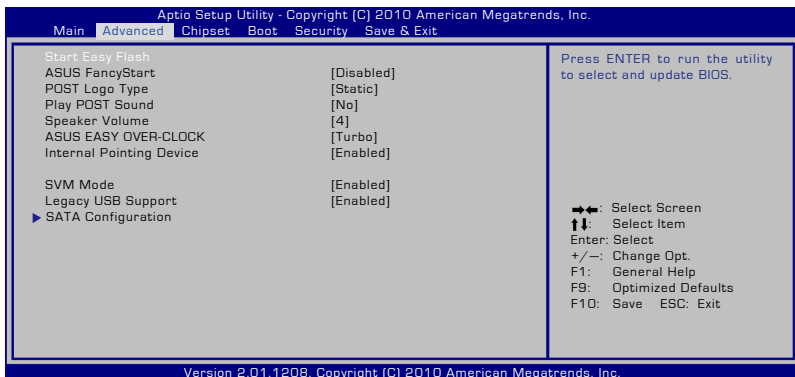 Aptio Setup Utility - Copyright (C) 2010 American Megatrends, Inc.
Main Advanced Chipset Boot Security Save & Exit
Start Easy Flash
ASUS FancyStart [Disabled]
POST Logo Type [Static]
Play POST Sound [No]
Speaker Volume [4]
ASUS EASY OVER-CLOCK [Turbo]
Internal Pointing Device [Enabled]
SVM Mode [Enabled]
Legacy USB Support [Enabled]
▶ SATA Configuration
Press ENTER to run the utility
to select and update BIOS.
→←: Select Screen
↑↓: Select Item
Enter: Select
+/—: Change Opt.
F1: General Help
F9: Optimized Defaults
F10: Save ESC: Exit
Version 2.01.1208. Copyright (C) 2010 American Megatrends, Inc.